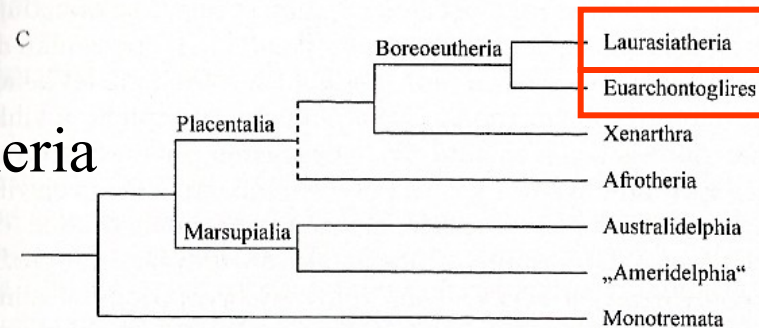 C
Boreoeutheria
Laurasiatheria
Euarchontoglires
Placentalia
Xenarthra
eria
Afrotheria
Marsupialia
Australidelphia
„Ameridelphia“
Monotremata